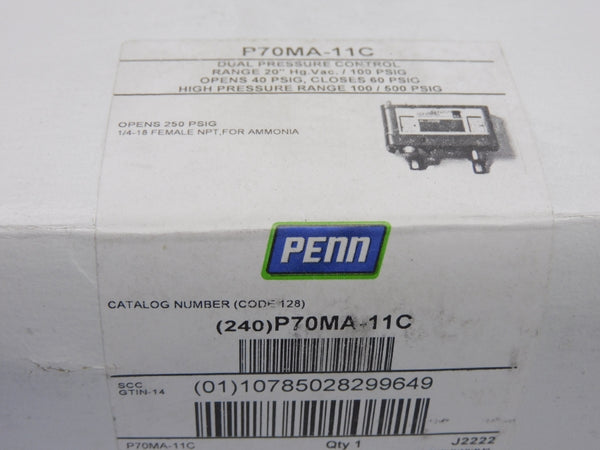 P70MA-11C
DUAL PRESSURE CONTROL
RANGE 20" Hg.Vac. / 100 PSIG
OPENS 40 PSIG, CLOSES 60 PSIG
HIGH PRESSURE RANGE 100 / 500 PSIG
OPENS 250 PSIG
1/4-18 FEMALE NPT,FOR AMMONIA
PENN
CATALOG NUMBER (CODE 128)
(240)P70MA-11C
SCC
GTIN-14
(01)10785028299649
P70MA-11C
Qty 1
J2222